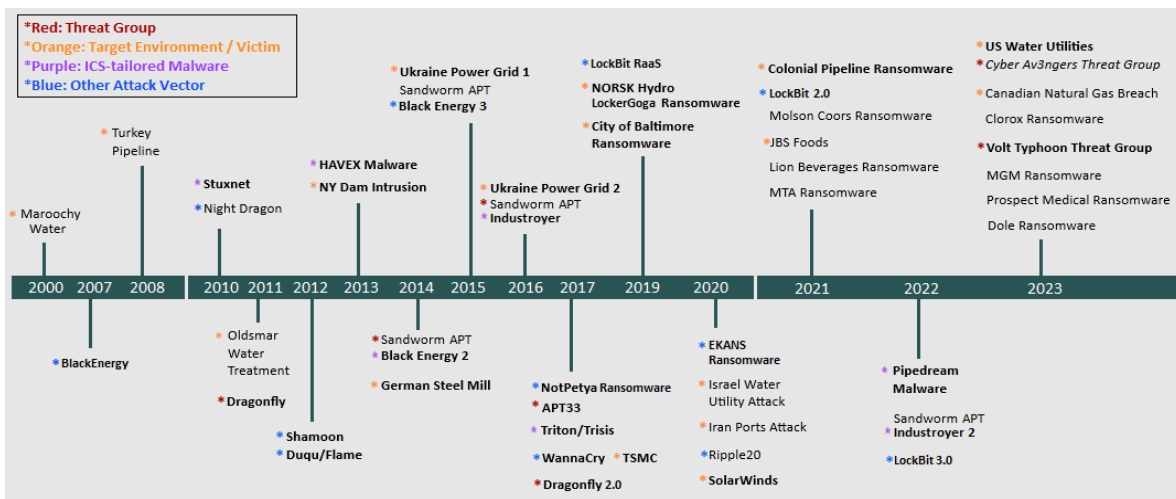 *Red: Threat Group
*Orange: Target Environment / Victim
*Purple: ICS-tailored Malware
*Blue: Other Attack Vector
* Maroochy
Water
* Turkey
Pipeline
* Stuxnet
* Night Dragon
* HAVEX Malware
* NY Dam Intrusion
* Ukraine Power Grid 1
Sandworm APT
* Black Energy 3
* Ukraine Power Grid 2
* Sandworm APT
* Industroyer
* LockBit RaaS
* NORSK Hydro
LockerGoga Ransomware
* City of Baltimore
Ransomware
* Colonial Pipeline Ransomware
* LockBit 2.0
Molson Coors Ransomware
* JBS Foods
Lion Beverages Ransomware
MTA Ransomware
* US Water Utilities
* Cyber Av3ngers Threat Group
* Canadian Natural Gas Breach
Clorox Ransomware
* Volt Typhoon Threat Group
MGM Ransomware
Prospect Medical Ransomware
Dole Ransomware
2000 2007 2008 2010 2011 2012 2013 2014 2015 2016 2017 2019 2020 2021 2022 2023
* BlackEnergy
* Oldsmar
Water
Treatment
* Dragonfly
* Shamoon
* Duqu/Flame
* Sandworm APT
* Black Energy 2
* German Steel Mill
* NotPetya Ransomware
* APT33
* Triton/Trisis
* WannaCry * TSMC
* Dragonfly 2.0
* EKANS
Ransomware
* Israel Water
Utility Attack
* Iran Ports Attack
* Ripple20
* SolarWinds
* Pipedream
Malware
Sandworm APT
* Industroyer 2
* LockBit 3.0